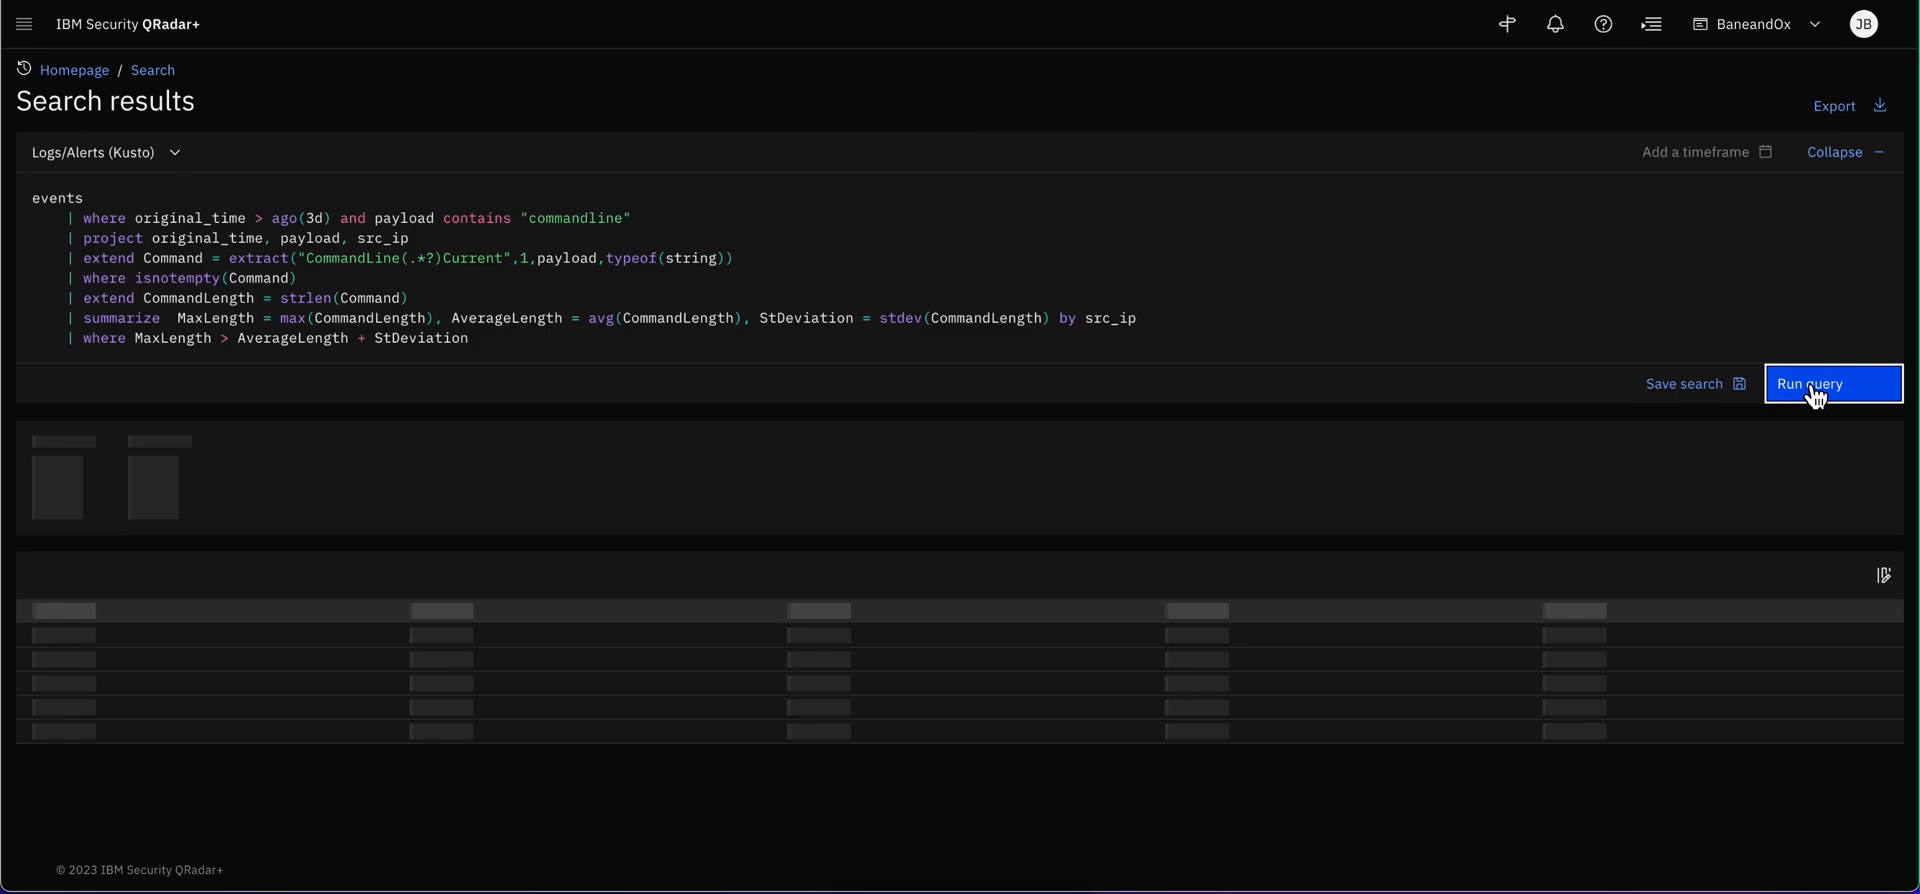 IBM Security QRadar+
BaneandOx
JB
Homepage / Search
Search results
Export
Logs/Alerts (Kusto)
Add a timeframe
Collapse
events
| where original_time > ago(3d) and payload contains "commandline"
| project original_time, payload, src_ip
| extend Command = extract("CommandLine(.*?)Current",1,payload,typeof(string))
| where isnotempty(Command)
| extend CommandLength = strlen(Command)
| summarize  MaxLength = max(CommandLength), AverageLength = avg(CommandLength), StDeviation = stdev(CommandLength) by src_ip
| where MaxLength > AverageLength + StDeviation
Save search
Run query
© 2023 IBM Security QRadar+